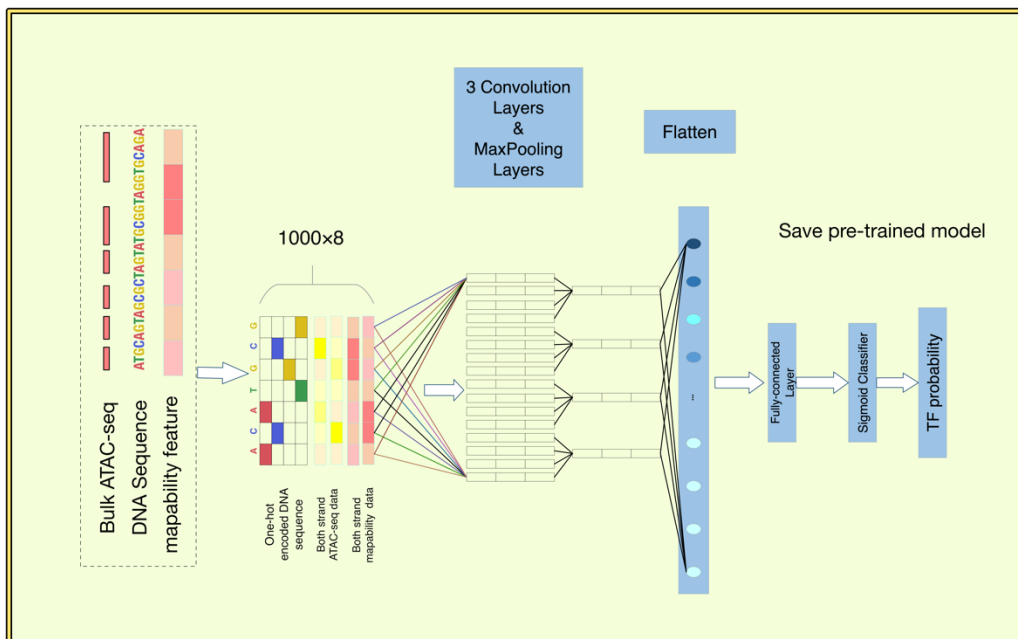 Bulk ATAC-seq
DNA Sequence
mapability feature
ATGCAGTAGCGCTAGTATGCGGTAGGTGCAGA
1000×8
A C A T G C G
One-hot
encoded DNA
sequence
Both strand
ATAC-seq data
Both strand
mapability data
3 Convolution
Layers
&
MaxPooling
Layers
Flatten
...
Save pre-trained model
Fully-connected
Layer
Sigmoid Classifier
TF probability